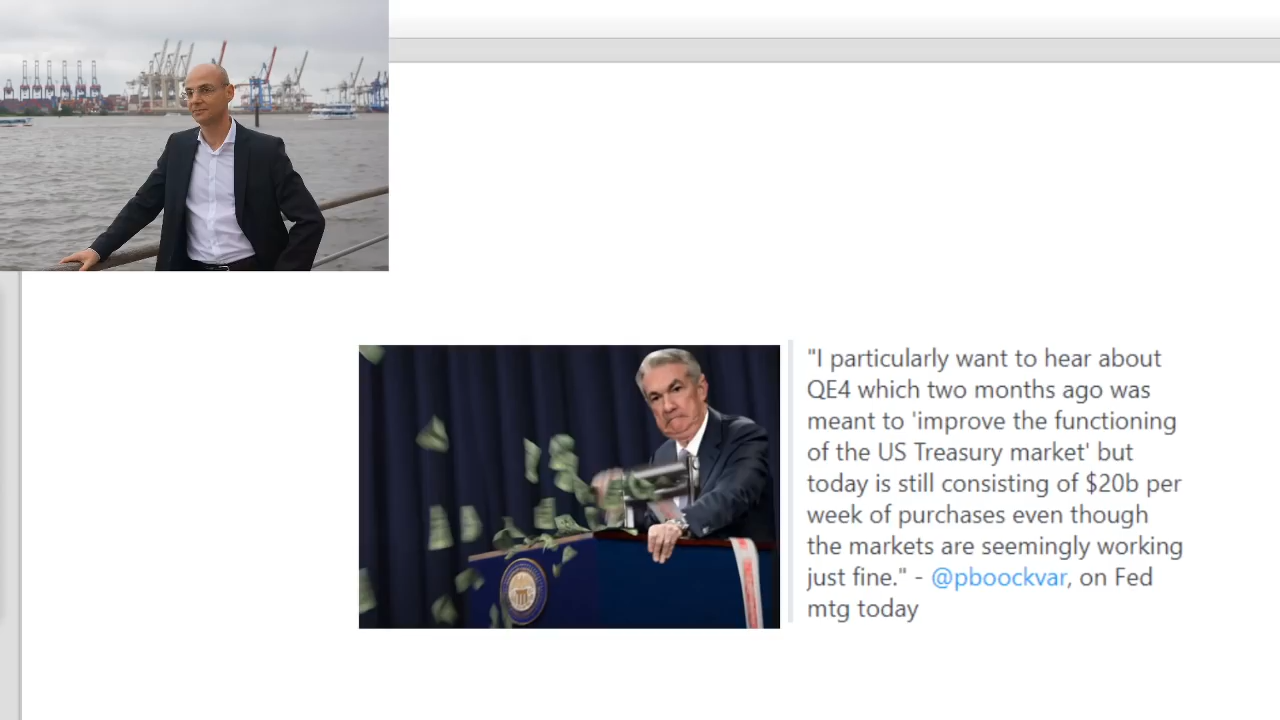 "I particularly want to hear about
QE4 which two months ago was
meant to 'improve the functioning
of the US Treasury market' but
today is still consisting of $20b per
week of purchases even though
the markets are seemingly working
just fine." - @pboockvar, on Fed
mtg today